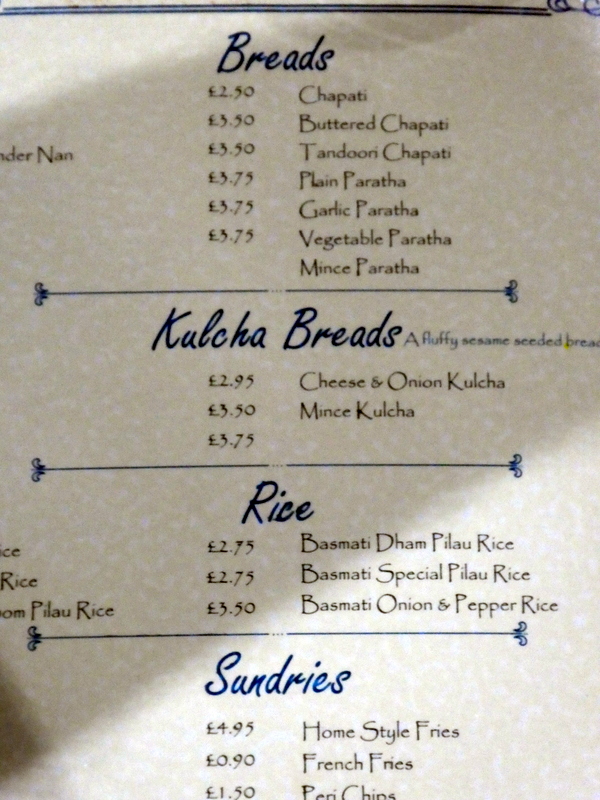 Breads
£2.50 Chapati
£3.50 Buttered Chapati
Nan £3.50 Tandoori Chapati
£3.75 Plain Paratha
£3.75 Garlic Paratha
£3.75 Vegetable Paratha
Mince Paratha
Kulcha Breads A fluffy sesame seeded bread
£2.95 Cheese & Onion Kulcha
£3.50 Mince Kulcha
£3.75
Rice
£2.75 Basmati Dham Pilau Rice
Rice £2.75 Basmati Special Pilau Rice
Pilau Rice £3.50 Basmati Onion & Pepper Rice
Sundries
£4.95 Home Style Fries
£0.90 French Fries
£1.50 Peri Chips